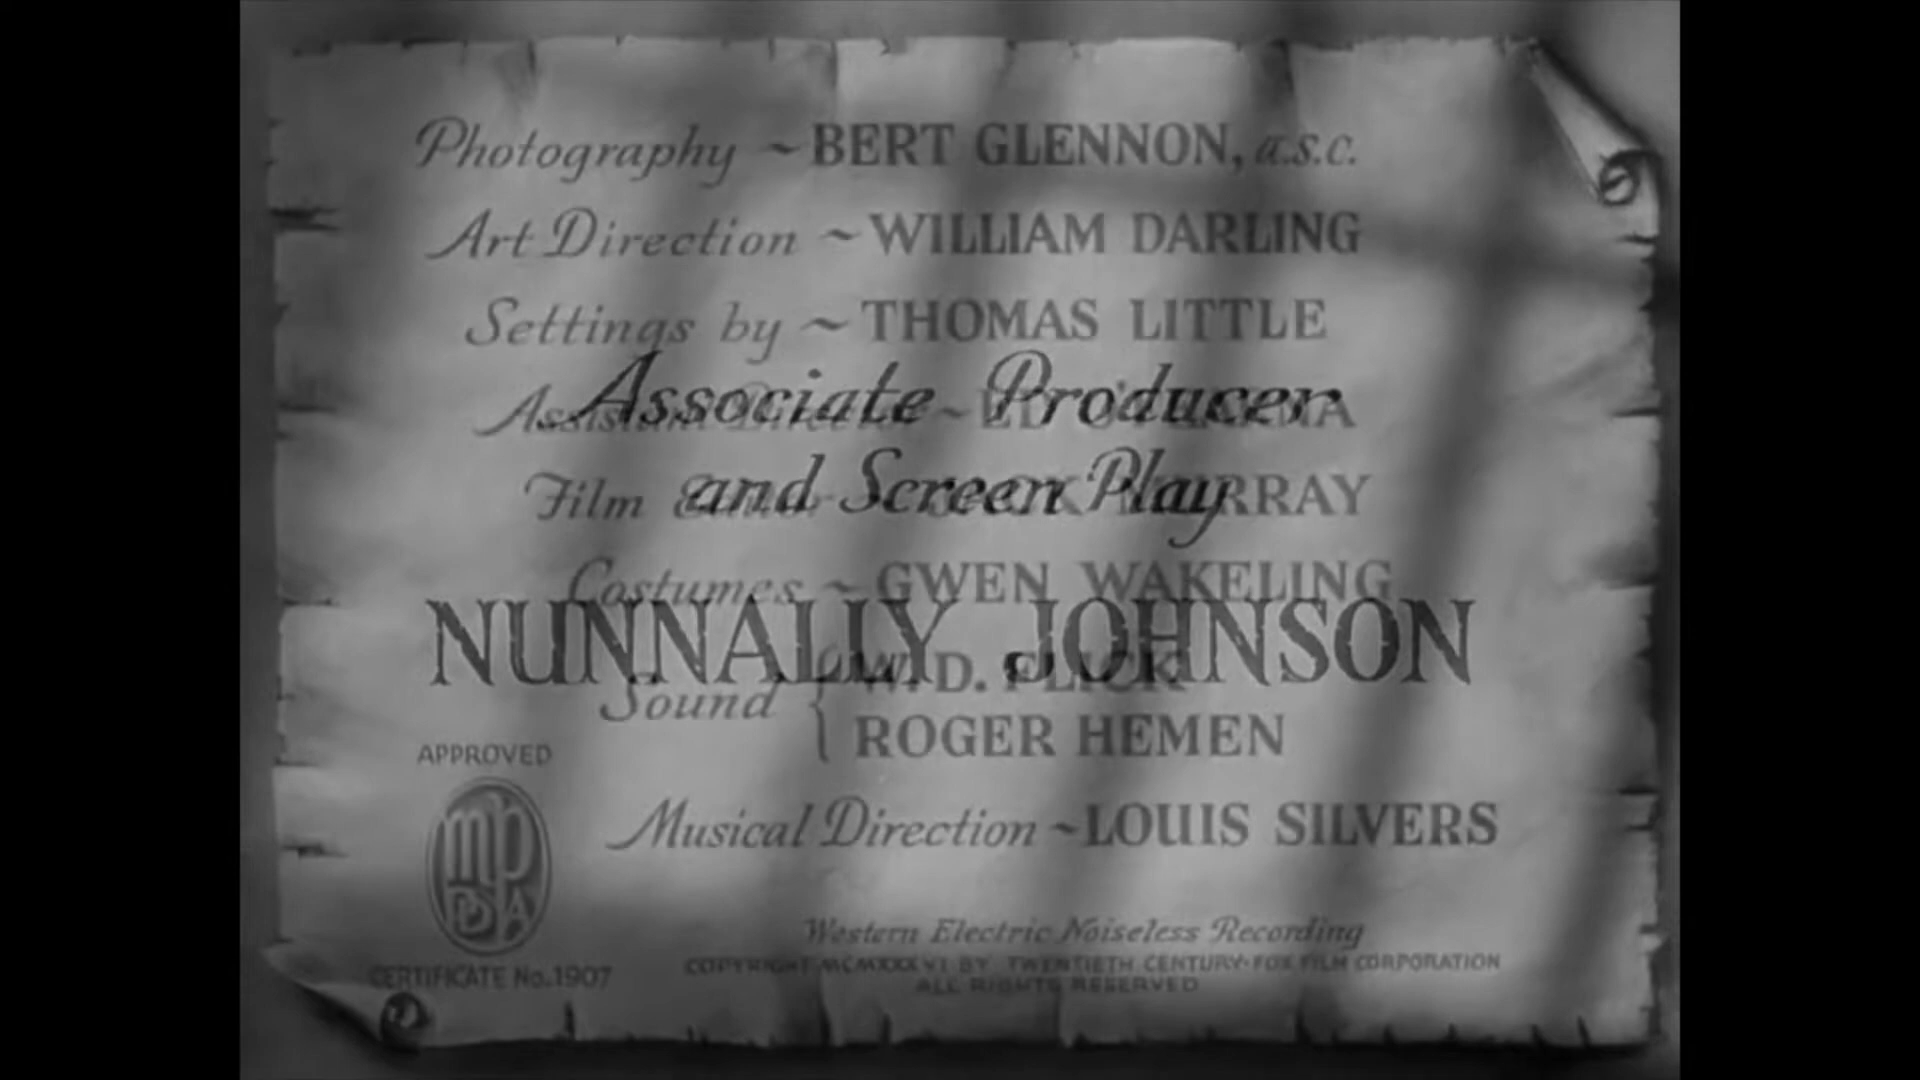 Photography ~ BERT GLENNON, a.s.c.
Art Direction ~ WILLIAM DARLING
Settings by ~ THOMAS LITTLE
Associate Producer
and Screen Play
Film
Costumes ~ GWEN WAKELING
NUNNALLY JOHNSON
Sound { W. D. FLICK
ROGER HEMEN
APPROVED
Musical Direction ~ LOUIS SILVERS
Western Electric Noiseless Recording
COPYRIGHT MCMXXXVI BY TWENTIETH CENTURY-FOX FILM CORPORATION
CERTIFICATE No. 1907
ALL RIGHTS RESERVED